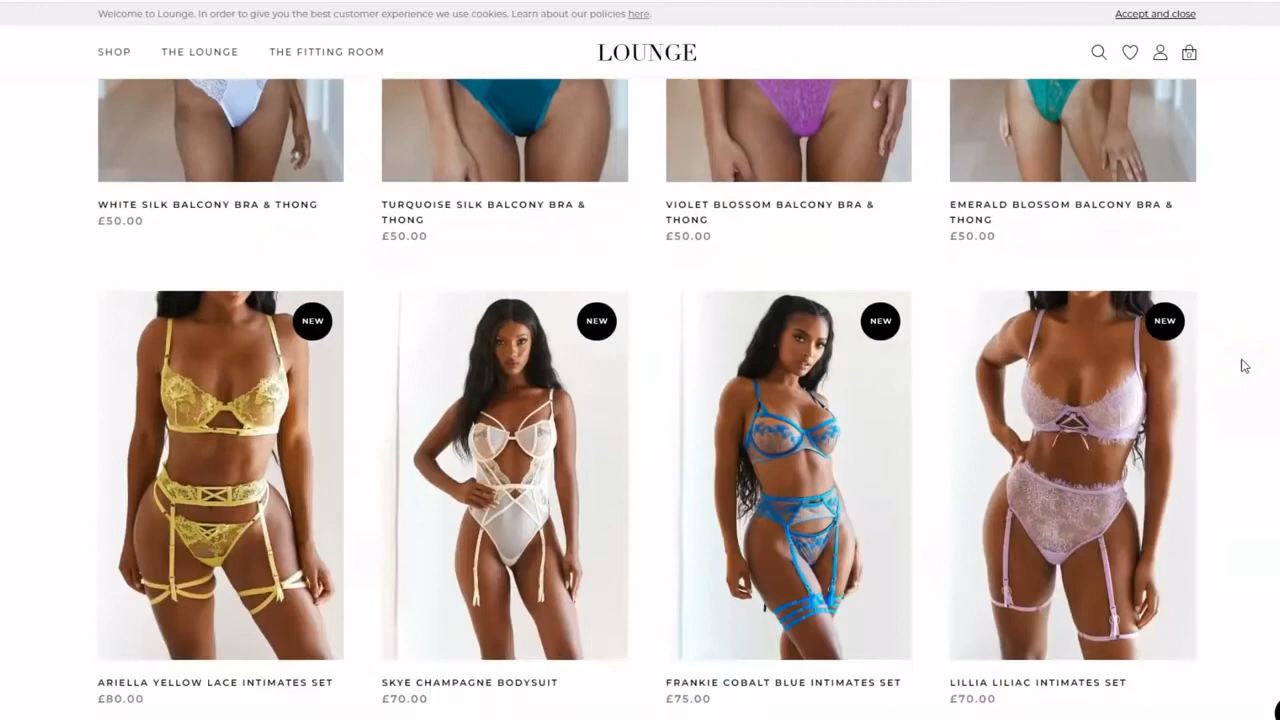 Welcome to Lounge. In order to give you the best customer experience we use cookies. Learn about our policies here.
Accept and close
SHOP
THE LOUNGE
THE FITTING ROOM
LOUNGE
0
WHITE SILK BALCONY BRA & THONG
£50.00
TURQUOISE SILK BALCONY BRA &
THONG
£50.00
VIOLET BLOSSOM BALCONY BRA &
THONG
£50.00
EMERALD BLOSSOM BALCONY BRA &
THONG
£50.00
NEW
NEW
NEW
NEW
ARIELLA YELLOW LACE INTIMATES SET
£80.00
SKYE CHAMPAGNE BODYSUIT
£70.00
FRANKIE COBALT BLUE INTIMATES SET
£75.00
LILLIA LILIAC INTIMATES SET
£70.00